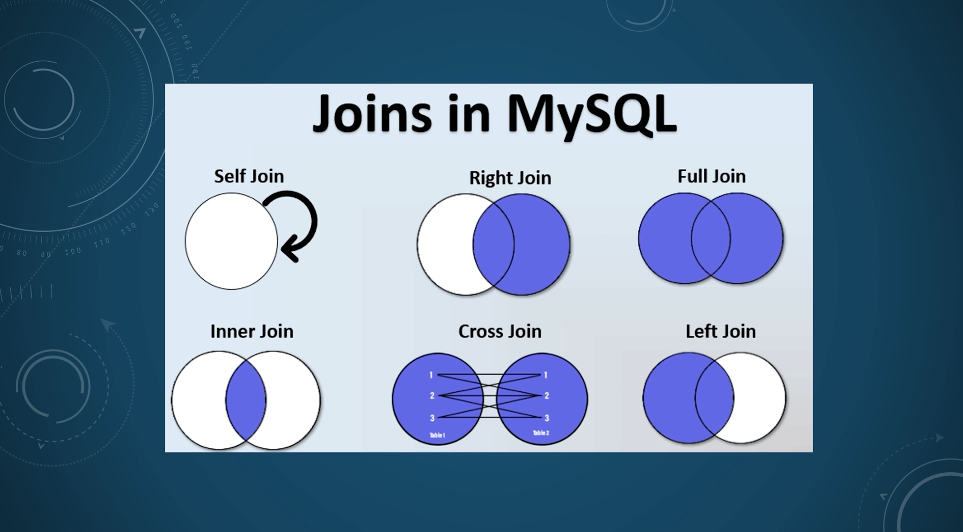 Joins in MySQL
Self Join
Right Join
Full Join
Inner Join
Cross Join
Left Join
1 1
2 2
3 3
Table 1 Table 2